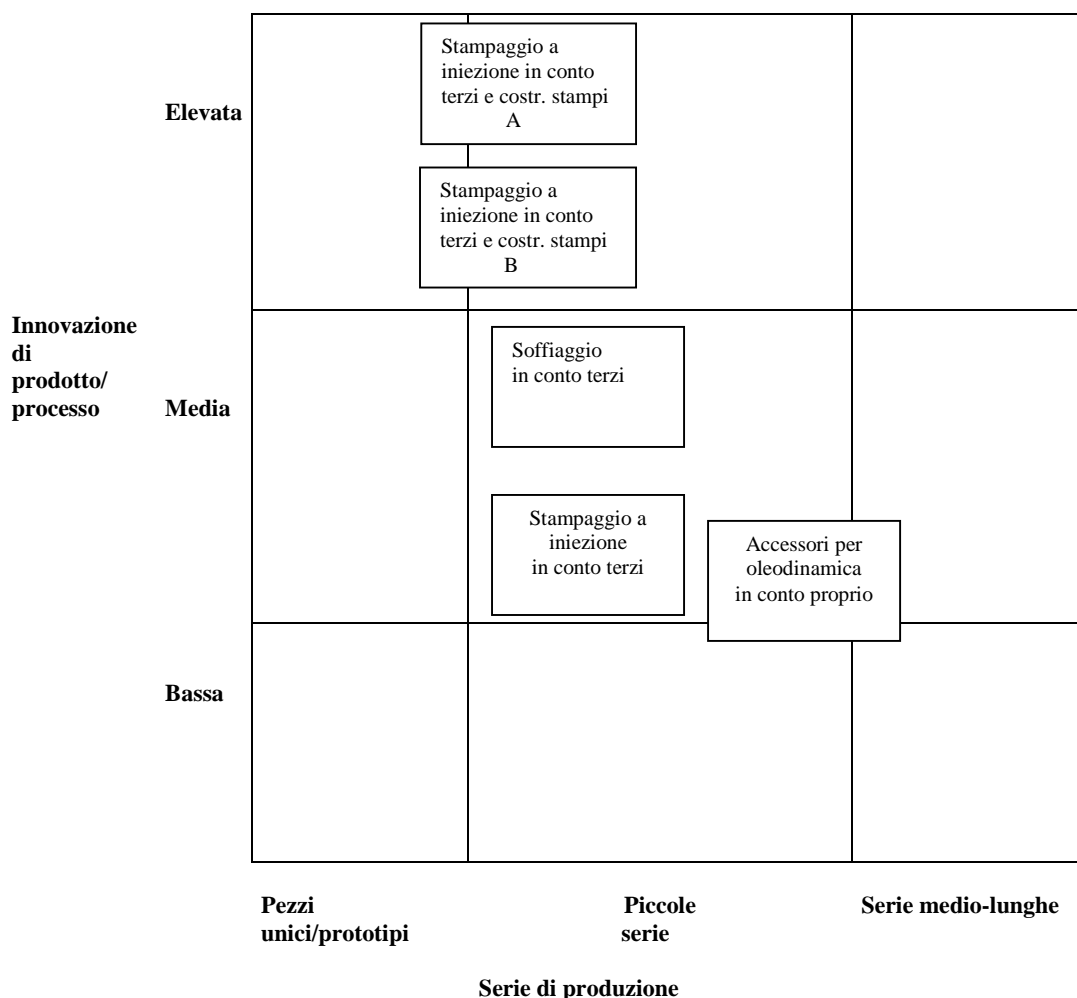 Stampaggio a
iniezione in conto
terzi e costr. stampi
A
Elevata
Stampaggio a
iniezione in conto
terzi e costr. stampi
B
Innovazione
di
prodotto/
processo
Media
Soffiaggio
in conto terzi
Stampaggio a
iniezione
in conto terzi
Accessori per
oleodinamica
in conto proprio
Bassa
Pezzi
unici/prototipi
Piccole
serie
Serie medio-lunghe
Serie di produzione